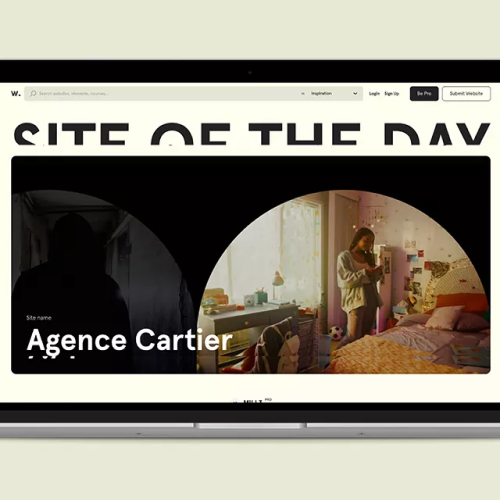 w.
Search websites, elements, courses...
in
Inspiration
Login
Sign Up
Be Pro
Submit Website
SITE OF THE DAY
Site name
Agence Cartier